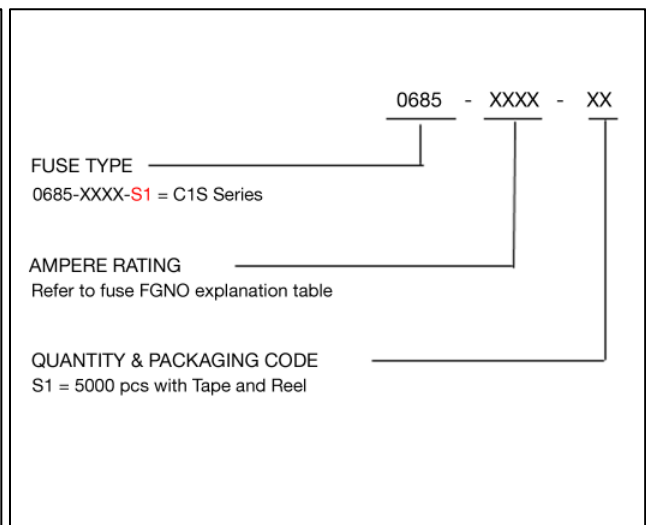 0685 - XXXX - XX
FUSE TYPE
0685-XXXX-S1 = C1S Series
AMPERE RATING
Refer to fuse FGNO explanation table
QUANTITY & PACKAGING CODE
S1 = 5000 pcs with Tape and Reel